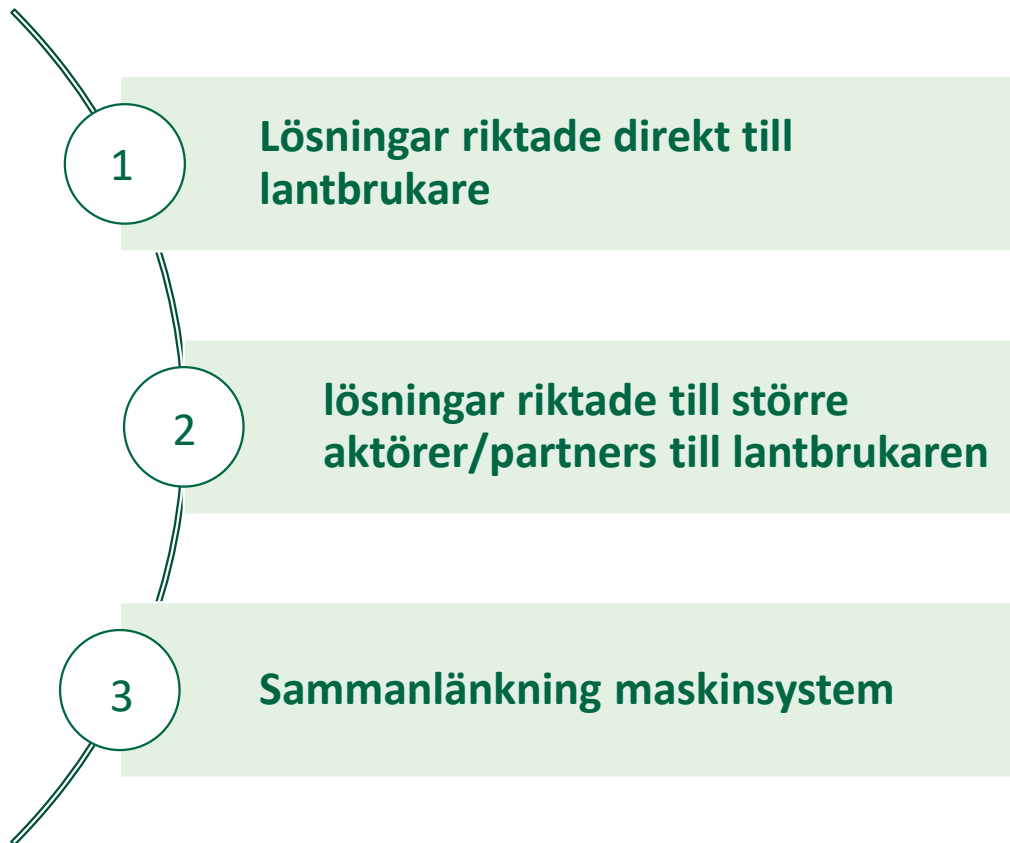 1
Lösningar riktade direkt till
lantbrukare
2
lösningar riktade till större
aktörer/partners till lantbrukaren
3
Sammanlänkning maskinsystem